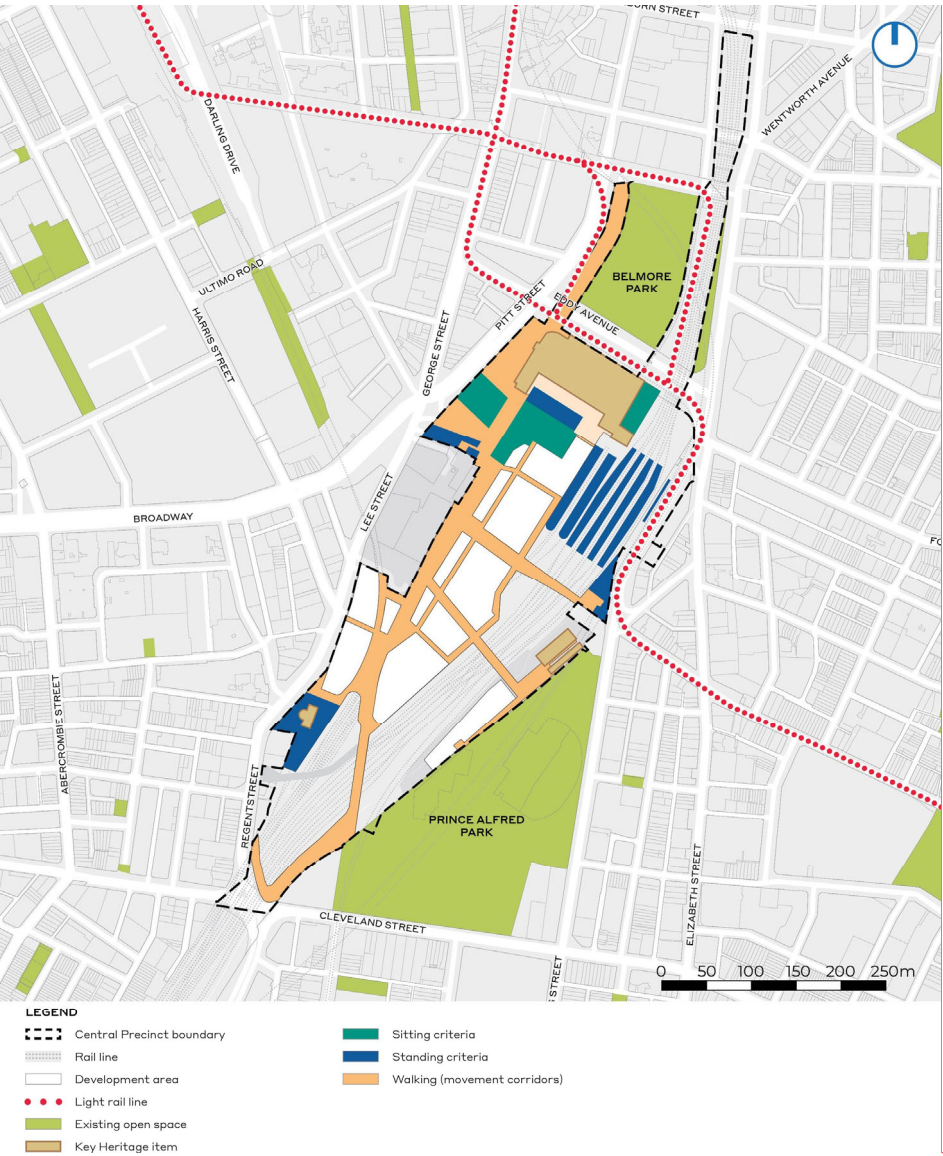 WENTWORTH AVENUE
DARLING DRIVE
ULTIMO ROAD
HARRIS STREET
GEORGE STREET
PITT STREET
EDDY AVENUE
BELMORE
PARK
LEE STREET
BROADWAY
ABERCROMBIE STREET
REGENT STREET
PRINCE ALFRED
PARK
CLEVELAND STREET
ELIZABETH STREET
STREET
STREET
0 50 100 150 200 250m
LEGEND
Central Precinct boundary
Rail line
Development area
Light rail line
Existing open space
Key Heritage item
Sitting criteria
Standing criteria
Walking (movement corridors)